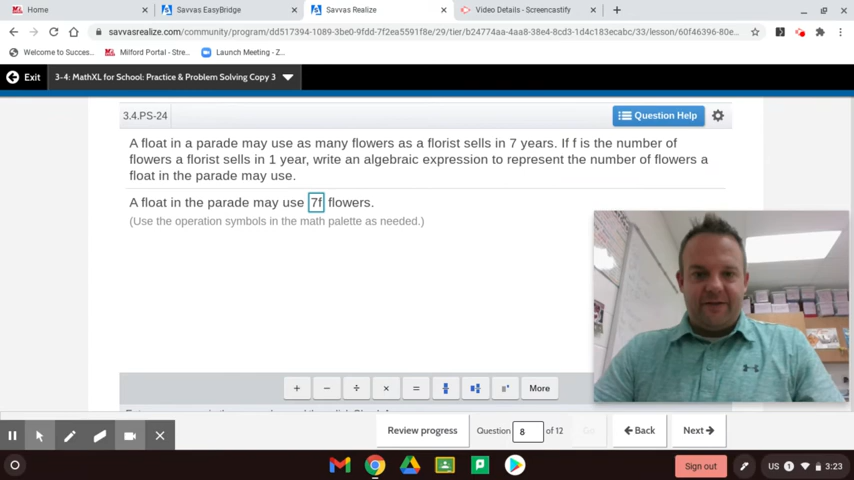 Home
Savvas EasyBridge
Savvas Realize
Video Details - Screencastify
savvasrealize.com/community/program/dd517394-1089-3bec-9fdd-7f2ea5591f8e/29/tier/b24774aa-4aa8-38e4-8cd3-1d4c183ecabc/33/lesson/60f46396-80e...
Welcome to Succes...
Milford Portal - Stre...
Launch Meeting - Z...
Exit
3-4: MathXL for School: Practice & Problem Solving Copy 3
3.4.PS-24
Question Help
A float in a parade may use as many flowers as a florist sells in 7 years. If f is the number of
flowers a florist sells in 1 year, write an algebraic expression to represent the number of flowers a
float in the parade may use.
A float in the parade may use 7f flowers.
(Use the operation symbols in the math palette as needed.)
+ − ÷ × = More
Review progress
Question 8 of 12
Back
Next
Sign out
US 1 3:23